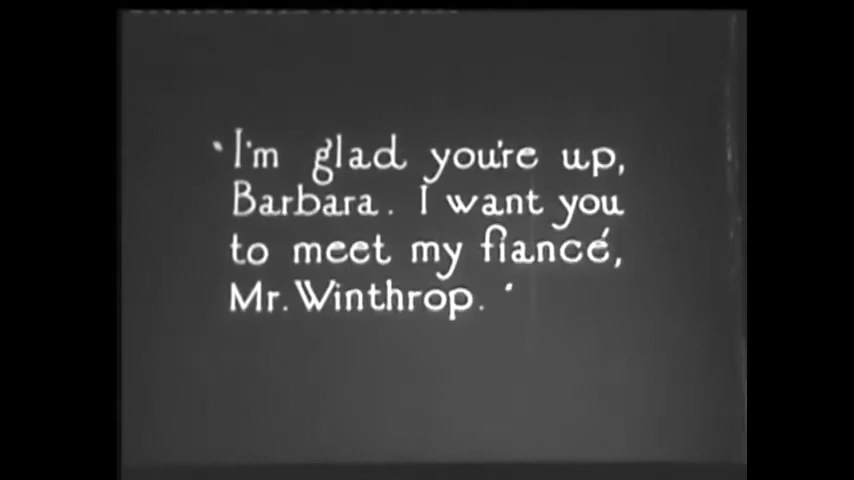 'I'm glad you're up,
Barbara. I want you
to meet my fiancé,
Mr. Winthrop.'